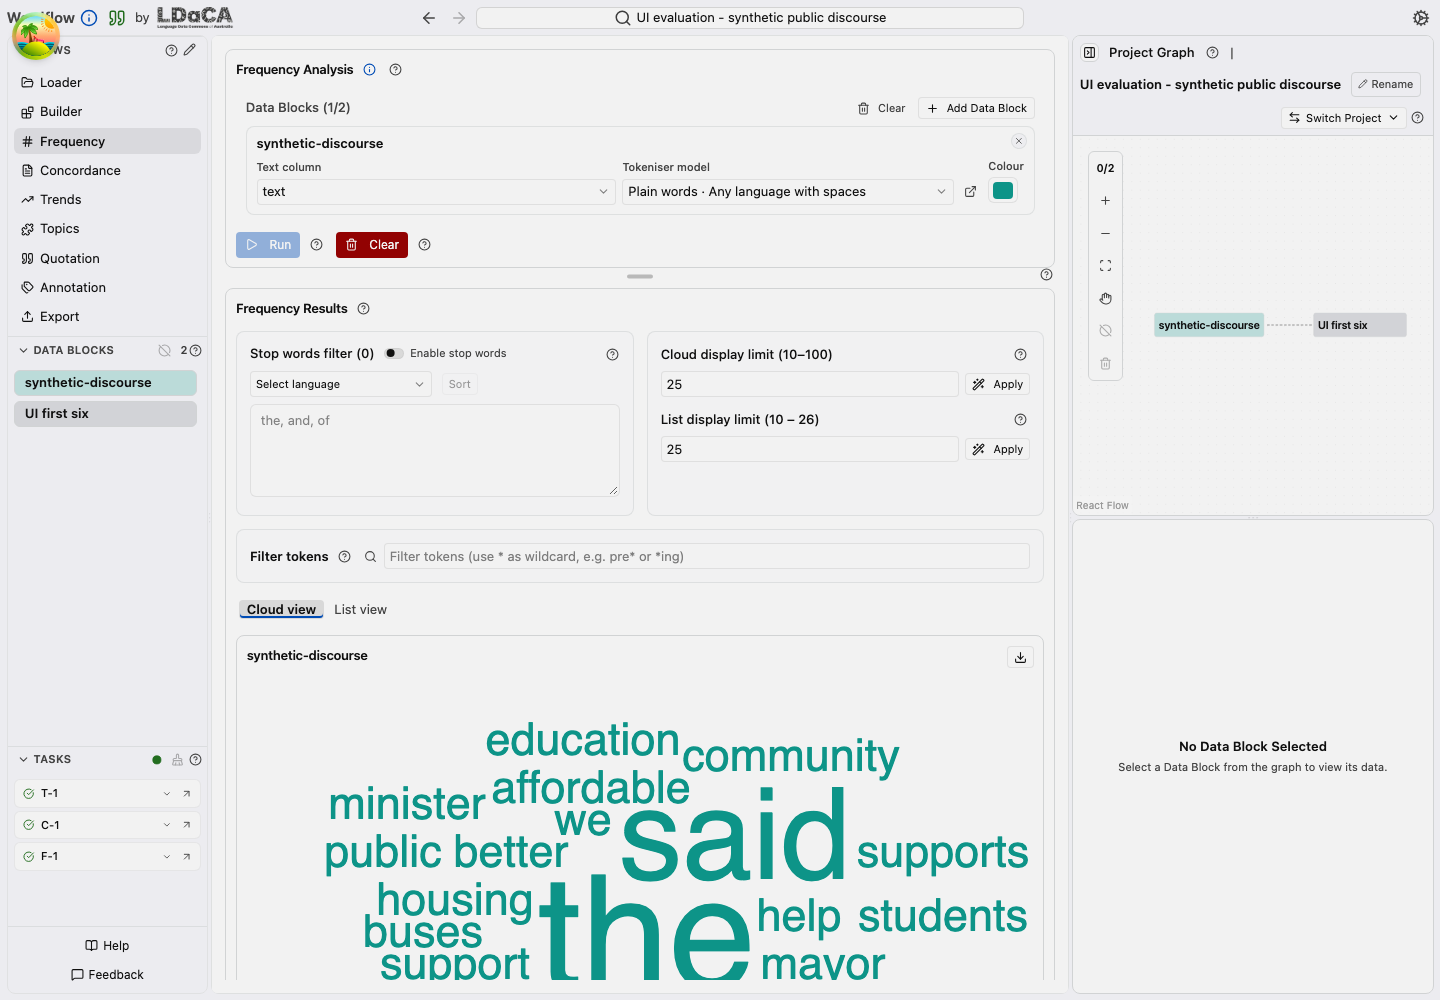 by LDaCA
Language Data Commons of Australia
UI evaluation - synthetic public discourse
Loader
Builder
Frequency
Concordance
Trends
Topics
Quotation
Annotation
Export
DATA BLOCKS 2
synthetic-discourse
UI first six
TASKS
T-1
C-1
F-1
Help
Feedback
Frequency Analysis
Data Blocks (1/2)
Clear
Add Data Block
synthetic-discourse
Text column
Tokeniser model
Colour
text
Plain words · Any language with spaces
Run
Clear
Frequency Results
Stop words filter (0)
Enable stop words
Select language
Sort
the, and, of
Cloud display limit (10–100)
25
Apply
List display limit (10 – 26)
25
Apply
Filter tokens
Filter tokens (use * as wildcard, e.g. pre* or *ing)
Cloud view
List view
synthetic-discourse
education
community
affordable
minister
we
said
public better
supports
housing
the
help students
buses
support
mayor
Project Graph
UI evaluation - synthetic public discourse
Rename
Switch Project
0/2
synthetic-discourse
UI first six
React Flow
No Data Block Selected
Select a Data Block from the graph to view its data.